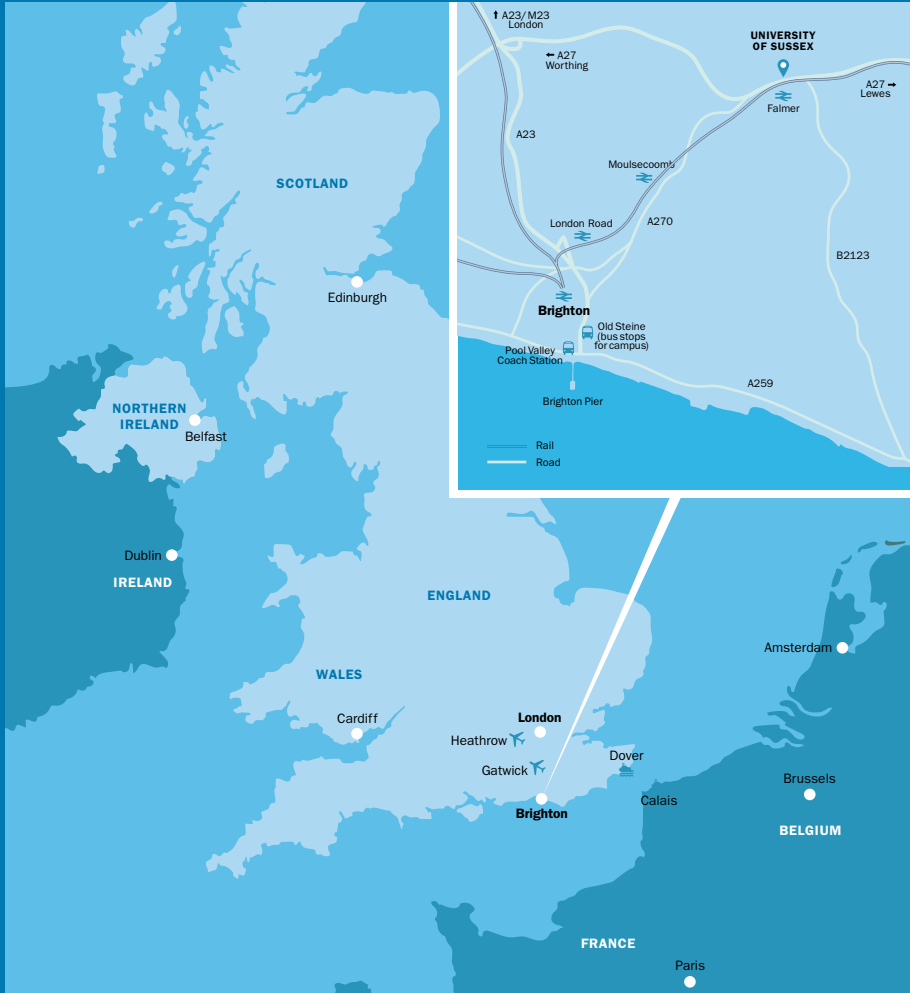 ⬆ A23/M23
London
⬅ A27
Worthing
UNIVERSITY
OF SUSSEX
A27 ➡
Lewes
Falmer
A23
Moulsecoomb
London Road
A270
B2123
Brighton
Old Steine
(bus stops
for campus)
Pool Valley
Coach Station
A259
Brighton Pier
Rail
Road
SCOTLAND
Edinburgh
NORTHERN
IRELAND
Belfast
Dublin
IRELAND
ENGLAND
WALES
Cardiff
London
Heathrow
Gatwick
Brighton
Dover
Calais
Amsterdam
Brussels
BELGIUM
FRANCE
Paris